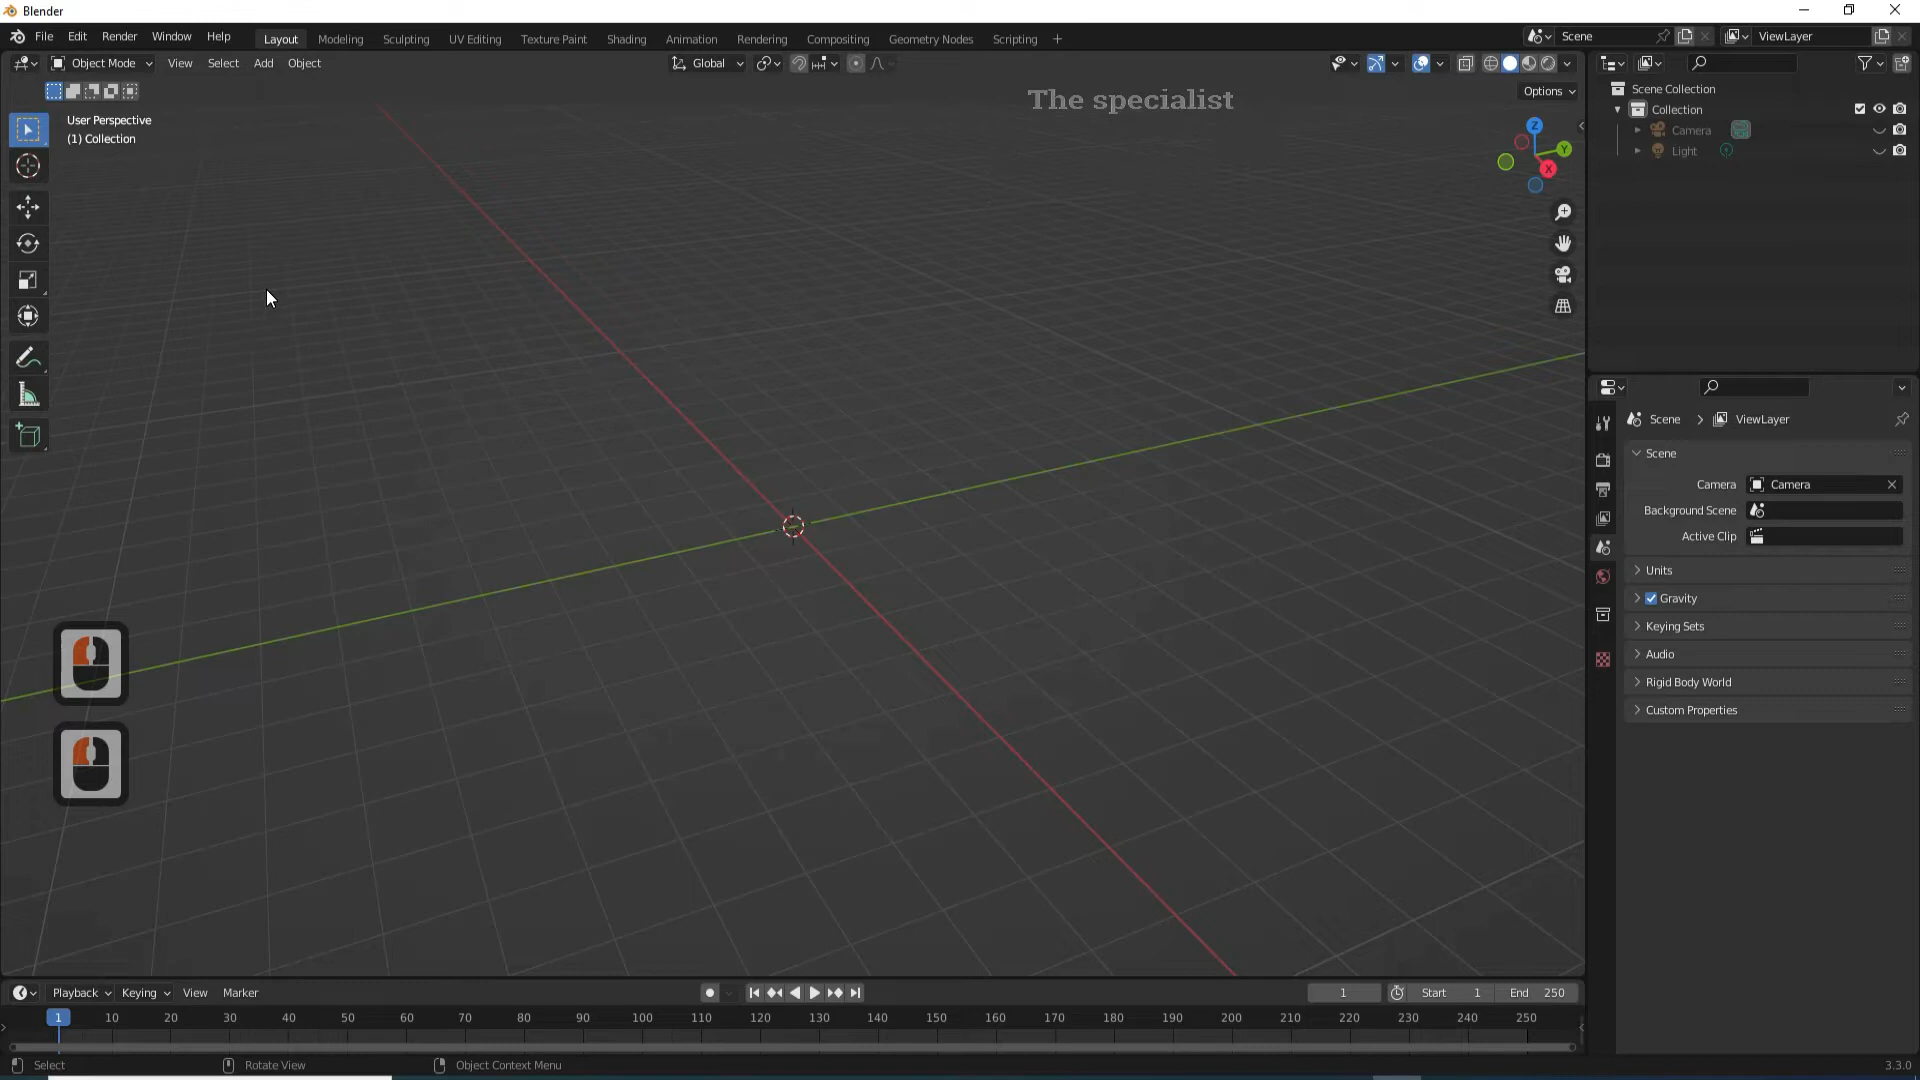 Blender
File Edit Render Window Help Layout Modeling Sculpting UV Editing Texture Paint Shading Animation Rendering Compositing Geometry Nodes Scripting + Scene ViewLayer
Object Mode View Select Add Object Global
Options
The specialist
User Perspective
(1) Collection
Z
Y
X
Scene Collection
Collection
Camera
Light
Scene > ViewLayer
Scene
Camera Camera
Background Scene
Active Clip
Units
Gravity
Keying Sets
Audio
Rigid Body World
Custom Properties
Playback Keying View Marker 1 Start 1 End 250
1 10 20 30 40 50 60 70 80 90 100 110 120 130 140 150 160 170 180 190 200 210 220 230 240 250
Select Rotate View Object Context Menu 3.3.0